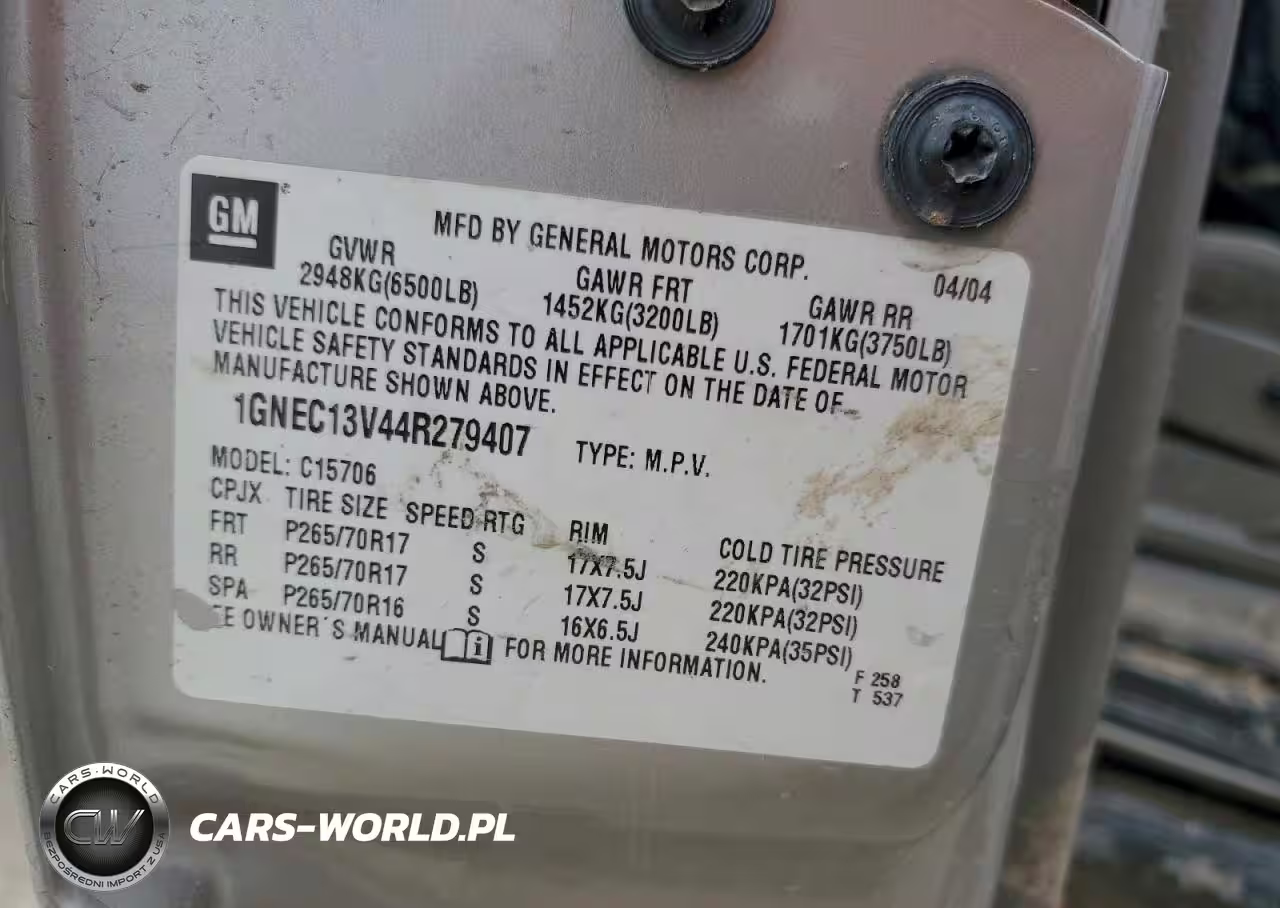 GM
MFD BY GENERAL MOTORS CORP. 04/04
GVWR GAWR FRT GAWR RR
2948KG(6500LB) 1452KG(3200LB) 1701KG(3750LB)
THIS VEHICLE CONFORMS TO ALL APPLICABLE U.S. FEDERAL MOTOR
VEHICLE SAFETY STANDARDS IN EFFECT ON THE DATE OF
MANUFACTURE SHOWN ABOVE.
1GNEC13V44R279407 TYPE: M.P.V.
MODEL: C15706
CPJX TIRE SIZE SPEED RTG RIM COLD TIRE PRESSURE
FRT P265/70R17 S 17X7.5J 220KPA(32PSI)
RR P265/70R17 S 17X7.5J 220KPA(32PSI)
SPA P265/70R16 S 16X6.5J 240KPA(35PSI)
EE OWNER´S MANUAL i FOR MORE INFORMATION.
F 258
T 537
CARS-WORLD
CW
BEZPOŚREDNI IMPORT Z USA
CARS-WORLD.PL